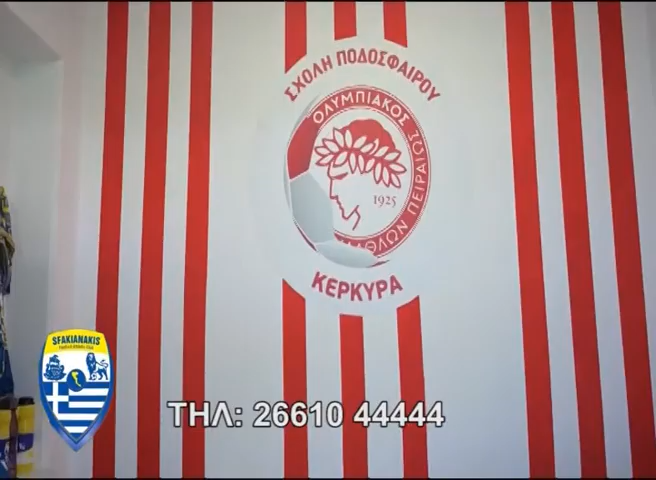 ΣΧΟΛΗ ΠΟΔΟΣΦΑΙΡΟΥ
ΟΛΥΜΠΙΑΚΟΣ
ΠΕΙΡΑΙΩΣ
1925
ΚΕΡΚΥΡΑ
SFAKIANAKIS
ΤΗΛ: 26610 44444